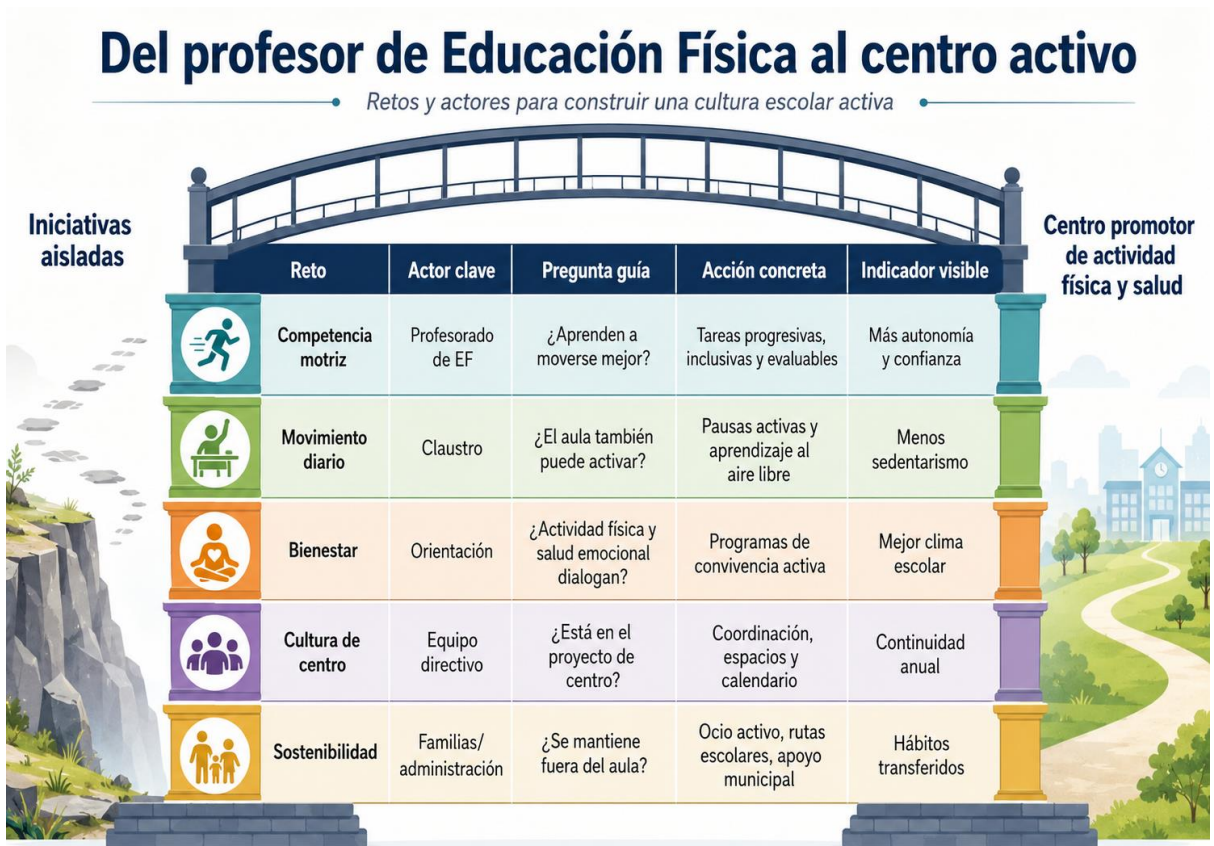 Del profesor de Educación Física al centro activo
Retos y actores para construir una cultura escolar activa
Iniciativas
aisladas
Centro promotor
de actividad
física y salud
Reto
Actor clave
Pregunta guía
Acción concreta
Indicador visible
Competencia
motriz
Profesorado
de EF
¿Aprenden a
moverse mejor?
Tareas progresivas,
inclusivas y evaluables
Más autonomía
y confianza
Movimiento
diario
Claustro
¿El aula también
puede activar?
Pausas activas y
aprendizaje al
aire libre
Menos
sedentarismo
Bienestar
Orientación
¿Actividad física y
salud emocional
dialogan?
Programas de
convivencia activa
Mejor clima
escolar
Cultura de
centro
Equipo
directivo
¿Está en el
proyecto de
centro?
Coordinación,
espacios y
calendario
Continuidad
anual
Sostenibilidad
Familias/
administración
¿Se mantiene
fuera del aula?
Ocio activo, rutas
escolares, apoyo
municipal
Hábitos
transferidos